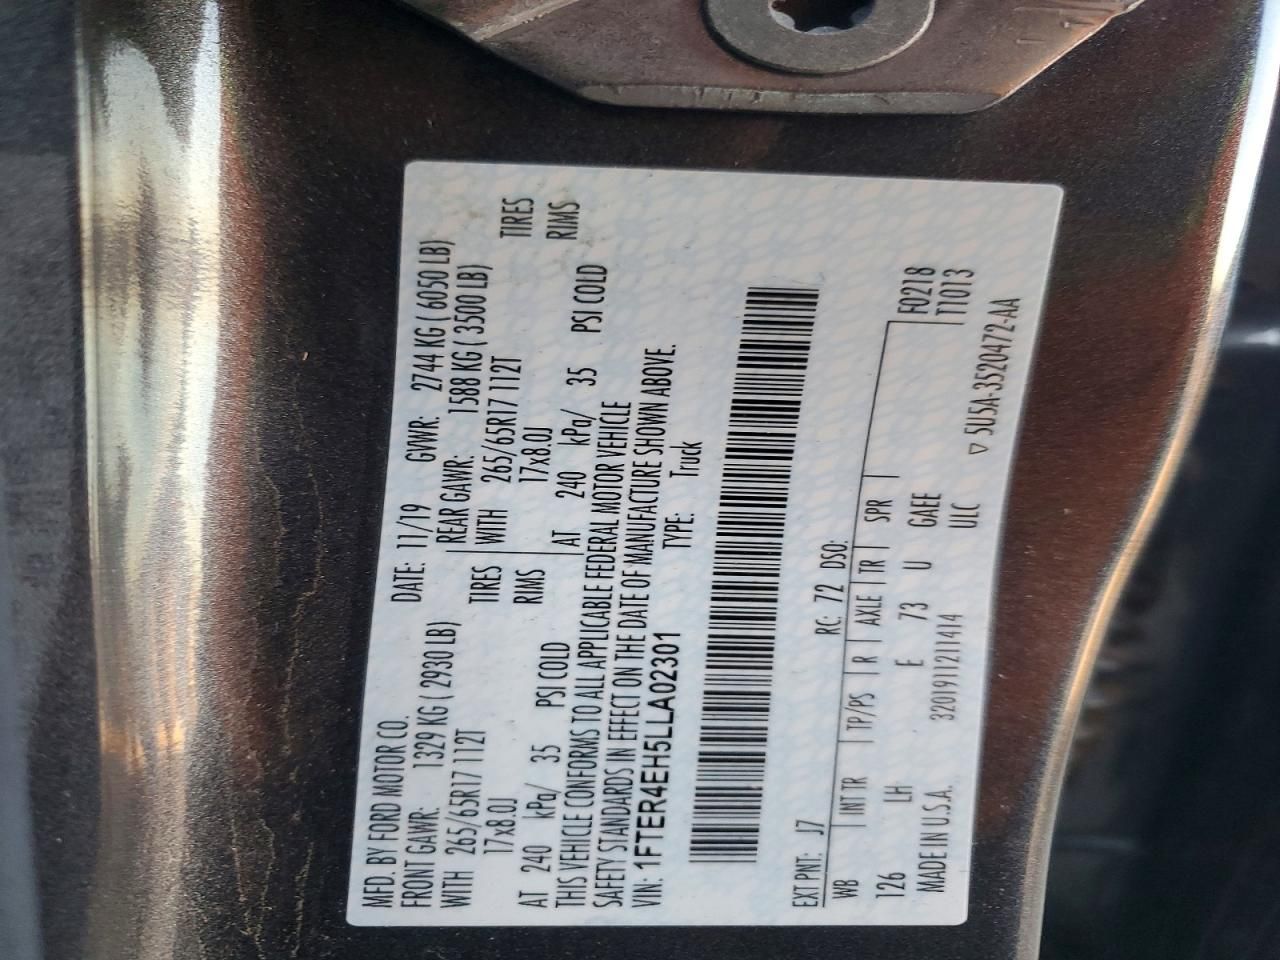 MFD. BY FORD MOTOR CO. DATE: 11/19 GVWR: 2744 KG ( 6050 LB)
FRONT GAWR: 1329 KG ( 2930 LB) REAR GAWR: 1588 KG ( 3500 LB)
WITH 265/65R17 112T TIRES WITH 265/65R17 112T TIRES
17x8.0J RIMS 17x8.0J RIMS
AT 240 kPa/ 35 PSI COLD AT 240 kPa/ 35 PSI COLD
THIS VEHICLE CONFORMS TO ALL APPLICABLE FEDERAL MOTOR VEHICLE
SAFETY STANDARDS IN EFFECT ON THE DATE OF MANUFACTURE SHOWN ABOVE.
VIN: 1FTER4EH5LLA02301 TYPE: Truck
EXT PNT: J7 RC: 72 DSO:
WB INT TR TP/PS R AXLE TR SPR F0218
126 LH E 73 U GAEE T1013
MADE IN U.S.A. 320191121141​4 ULC
▽ 5U5A-3520472-AA